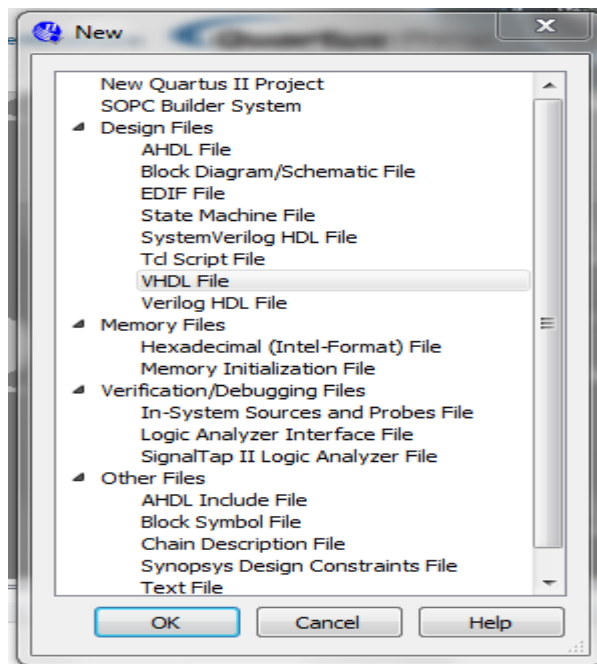 New
New Quartus II Project
SOPC Builder System
Design Files
AHDL File
Block Diagram/Schematic File
EDIF File
State Machine File
SystemVerilog HDL File
Tcl Script File
VHDL File
Verilog HDL File
Memory Files
Hexadecimal (Intel-Format) File
Memory Initialization File
Verification/Debugging Files
In-System Sources and Probes File
Logic Analyzer Interface File
SignalTap II Logic Analyzer File
Other Files
AHDL Include File
Block Symbol File
Chain Description File
Synopsys Design Constraints File
Text File
OK Cancel Help